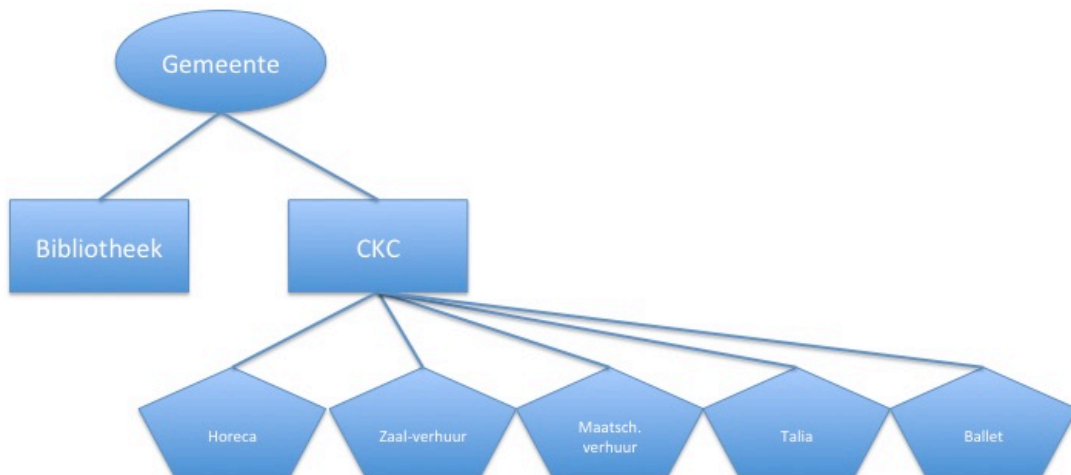 Gemeente
Bibliotheek
CKC
Horeca
Zaal-verhuur
Maatsch.
verhuur
Talia
Ballet